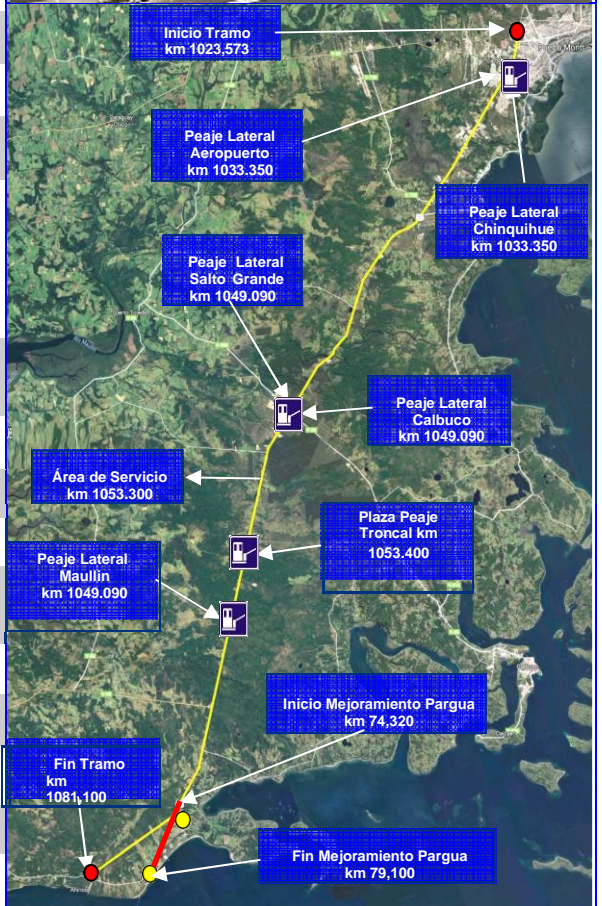 Inicio Tramo
km 1023,573
Puerto Montt
Peaje Lateral
Aeropuerto
km 1033.350
Peaje Lateral
Chinquihue
km 1033.350
Peaje Lateral
Salto Grande
km 1049.090
Peaje Lateral
Calbuco
km 1049.090
Área de Servicio
km 1053.300
Plaza Peaje
Troncal km
1053.400
Peaje Lateral
Maullin
km 1049.090
Inicio Mejoramiento Pargua
km 74,320
Fin Tramo
km
1081,100
Fin Mejoramiento Pargua
km 79,100